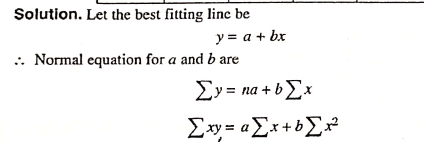 Solution. Let the best fitting line be
y = a + bx
∴ Normal equation for a and b are
∑y = na + b∑x
∑xy = a∑x + b∑x²